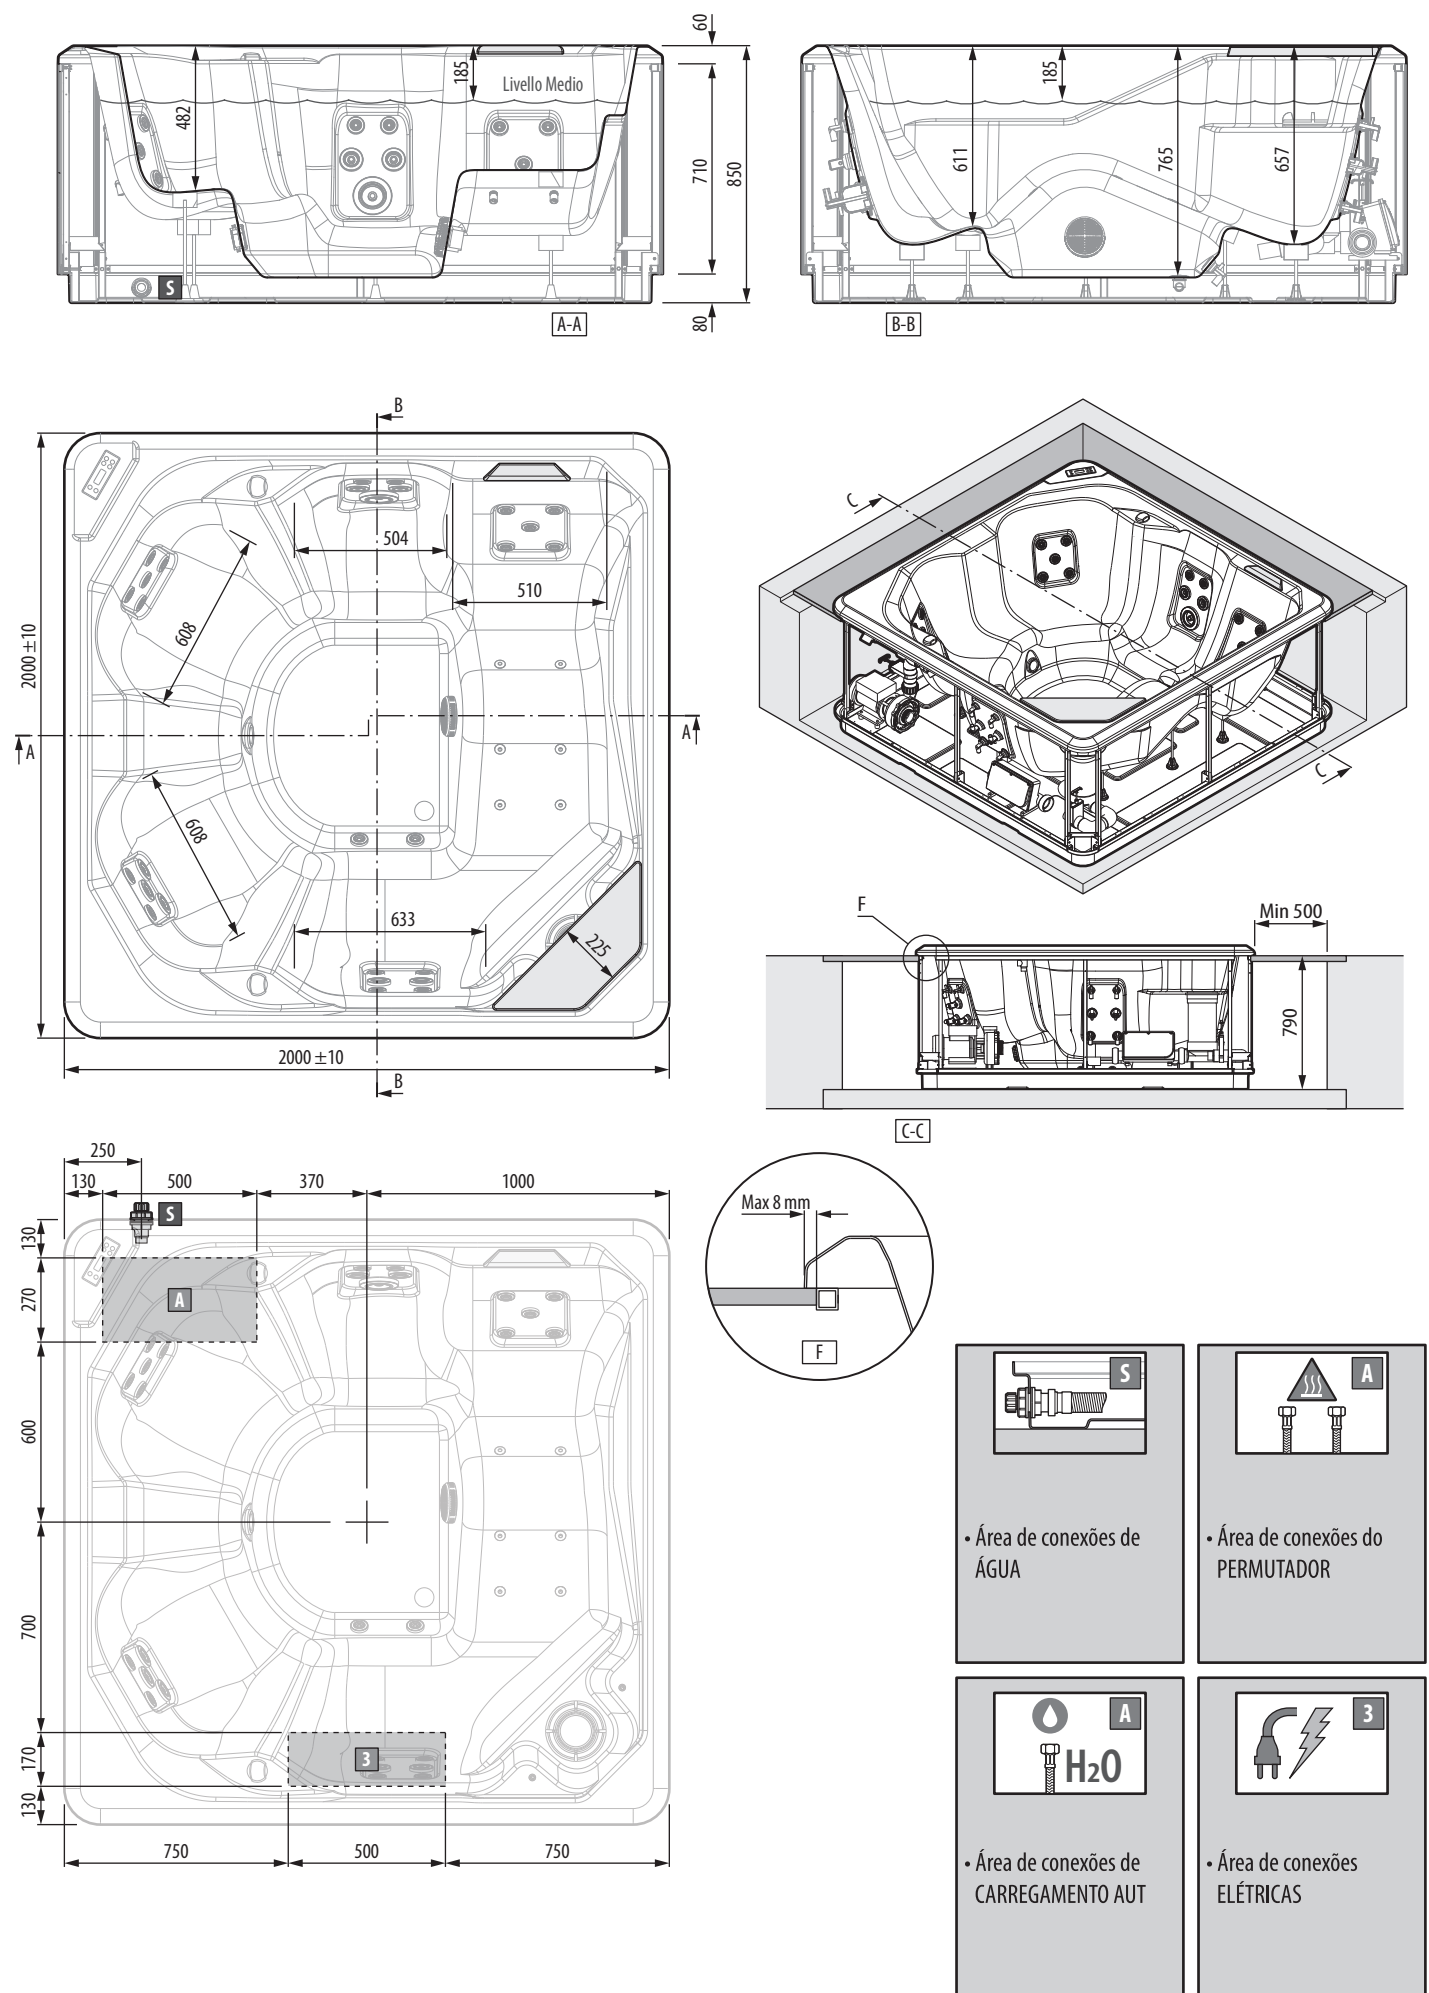 60
185
Livello Medio
482
710
850
S
80
A-A
185
611
765
657
B-B
B
504
510
608
2000 ±10
A
A
608
633
225
2000 ±10
B
C
C
F
Min 500
790
C-C
250
130
500
370
1000
S
130
270
A
600
700
170
3
130
750
500
750
Max 8 mm
F
S
• Área de conexões de
ÁGUA
A
• Área de conexões do
PERMUTADOR
A
H2O
• Área de conexões de
CARREGAMENTO AUT
3
• Área de conexões
ELÉTRICAS